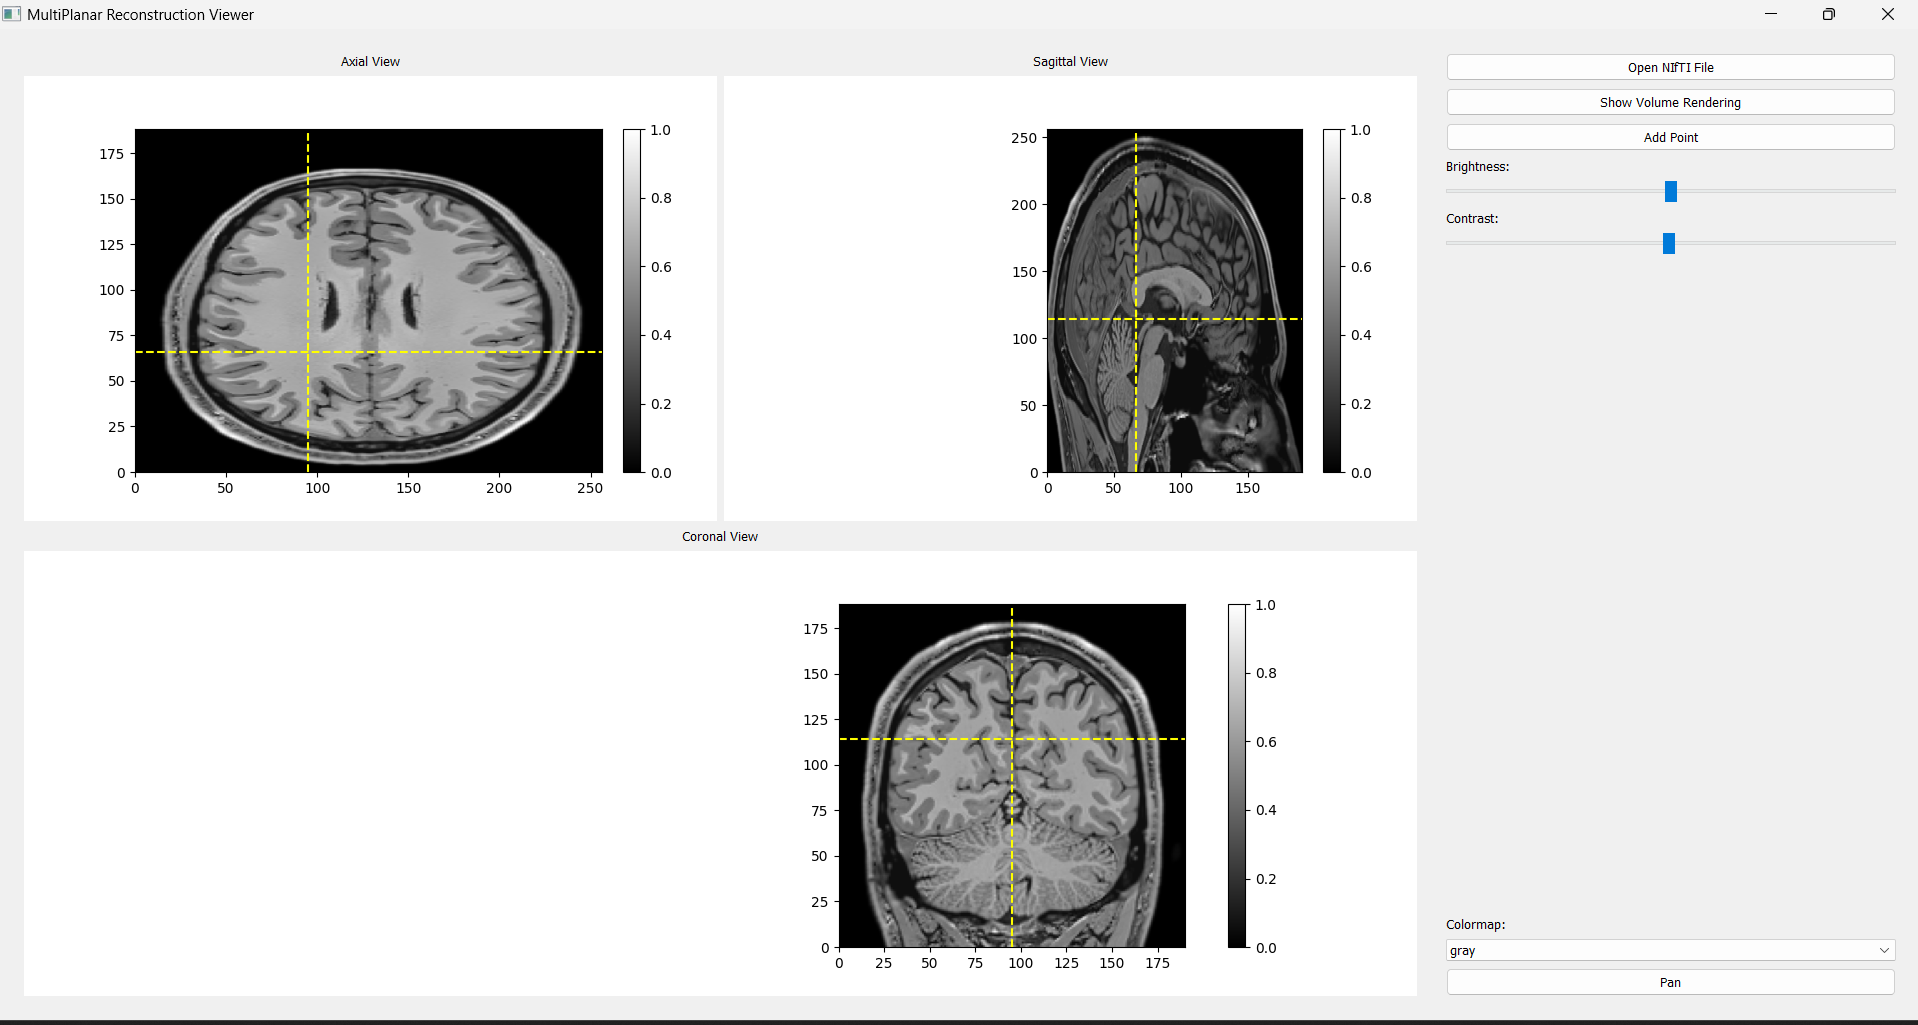 MultiPlanar Reconstruction Viewer
Axial View
175
150
125
100
75
50
25
0
0 50 100 150 200 250
1.0
0.8
0.6
0.4
0.2
0.0
Sagittal View
250
200
150
100
50
0
0 50 100 150
1.0
0.8
0.6
0.4
0.2
0.0
Coronal View
175
150
125
100
75
50
25
0
0 25 50 75 100 125 150 175
1.0
0.8
0.6
0.4
0.2
0.0
Open NIfTI File
Show Volume Rendering
Add Point
Brightness:
Contrast:
Colormap:
gray
Pan